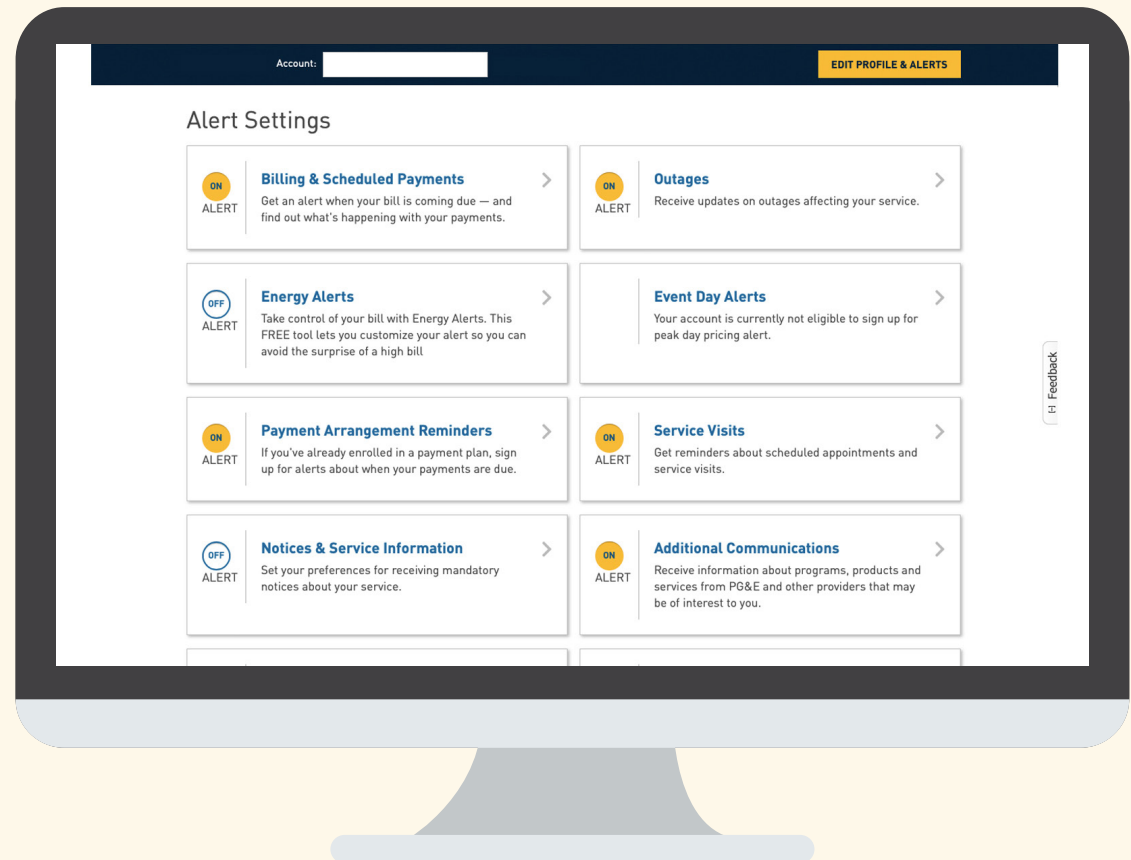 Account:
EDIT PROFILE & ALERTS
Alert Settings
ON
ALERT
Billing & Scheduled Payments
Get an alert when your bill is coming due — and
find out what's happening with your payments.
ON
ALERT
Outages
Receive updates on outages affecting your service.
OFF
ALERT
Energy Alerts
Take control of your bill with Energy Alerts. This
FREE tool lets you customize your alert so you can
avoid the surprise of a high bill
Event Day Alerts
Your account is currently not eligible to sign up for
peak day pricing alert.
ON
ALERT
Payment Arrangement Reminders
If you've already enrolled in a payment plan, sign
up for alerts about when your payments are due.
ON
ALERT
Service Visits
Get reminders about scheduled appointments and
service visits.
OFF
ALERT
Notices & Service Information
Set your preferences for receiving mandatory
notices about your service.
ON
ALERT
Additional Communications
Receive information about programs, products and
services from PG&E and other providers that may
be of interest to you.
[-] Feedback